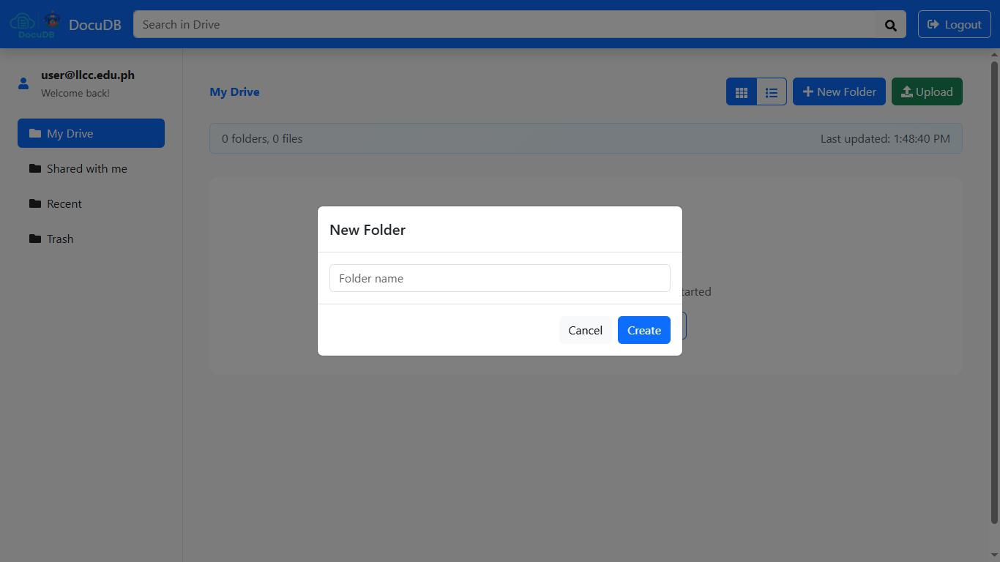 DocuDB
DocuDB
Search in Drive
Logout
user@llcc.edu.ph
Welcome back!
My Drive
Shared with me
Recent
Trash
My Drive
New Folder
Upload
0 folders, 0 files
Last updated: 1:48:40 PM
New Folder
Folder name
Cancel
Create